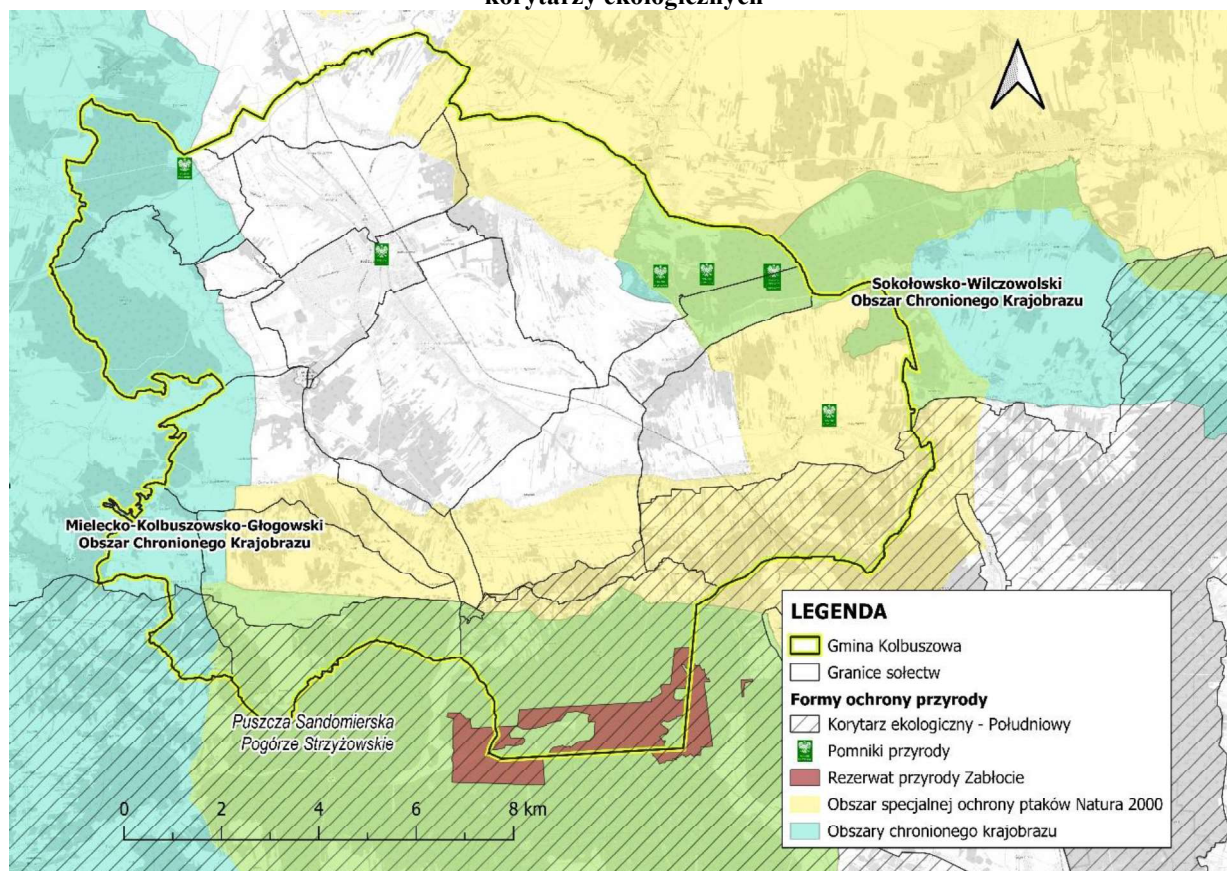 korytarzy ekologicznych
Sokołowsko-Wilczowolski
Obszar Chronionego Krajobrazu
Mielecko-Kolbuszowsko-Głogowski
Obszar Chronionego Krajobrazu
Puszcza Sandomierska
Pogórze Strzyżowskie
0 2 4 6 8 km
LEGENDA
Gmina Kolbuszowa
Granice sołectw
Formy ochrony przyrody
Korytarz ekologiczny - Południowy
Pomniki przyrody
Rezerwat przyrody Zabłocie
Obszar specjalnej ochrony ptaków Natura 2000
Obszary chronionego krajobrazu